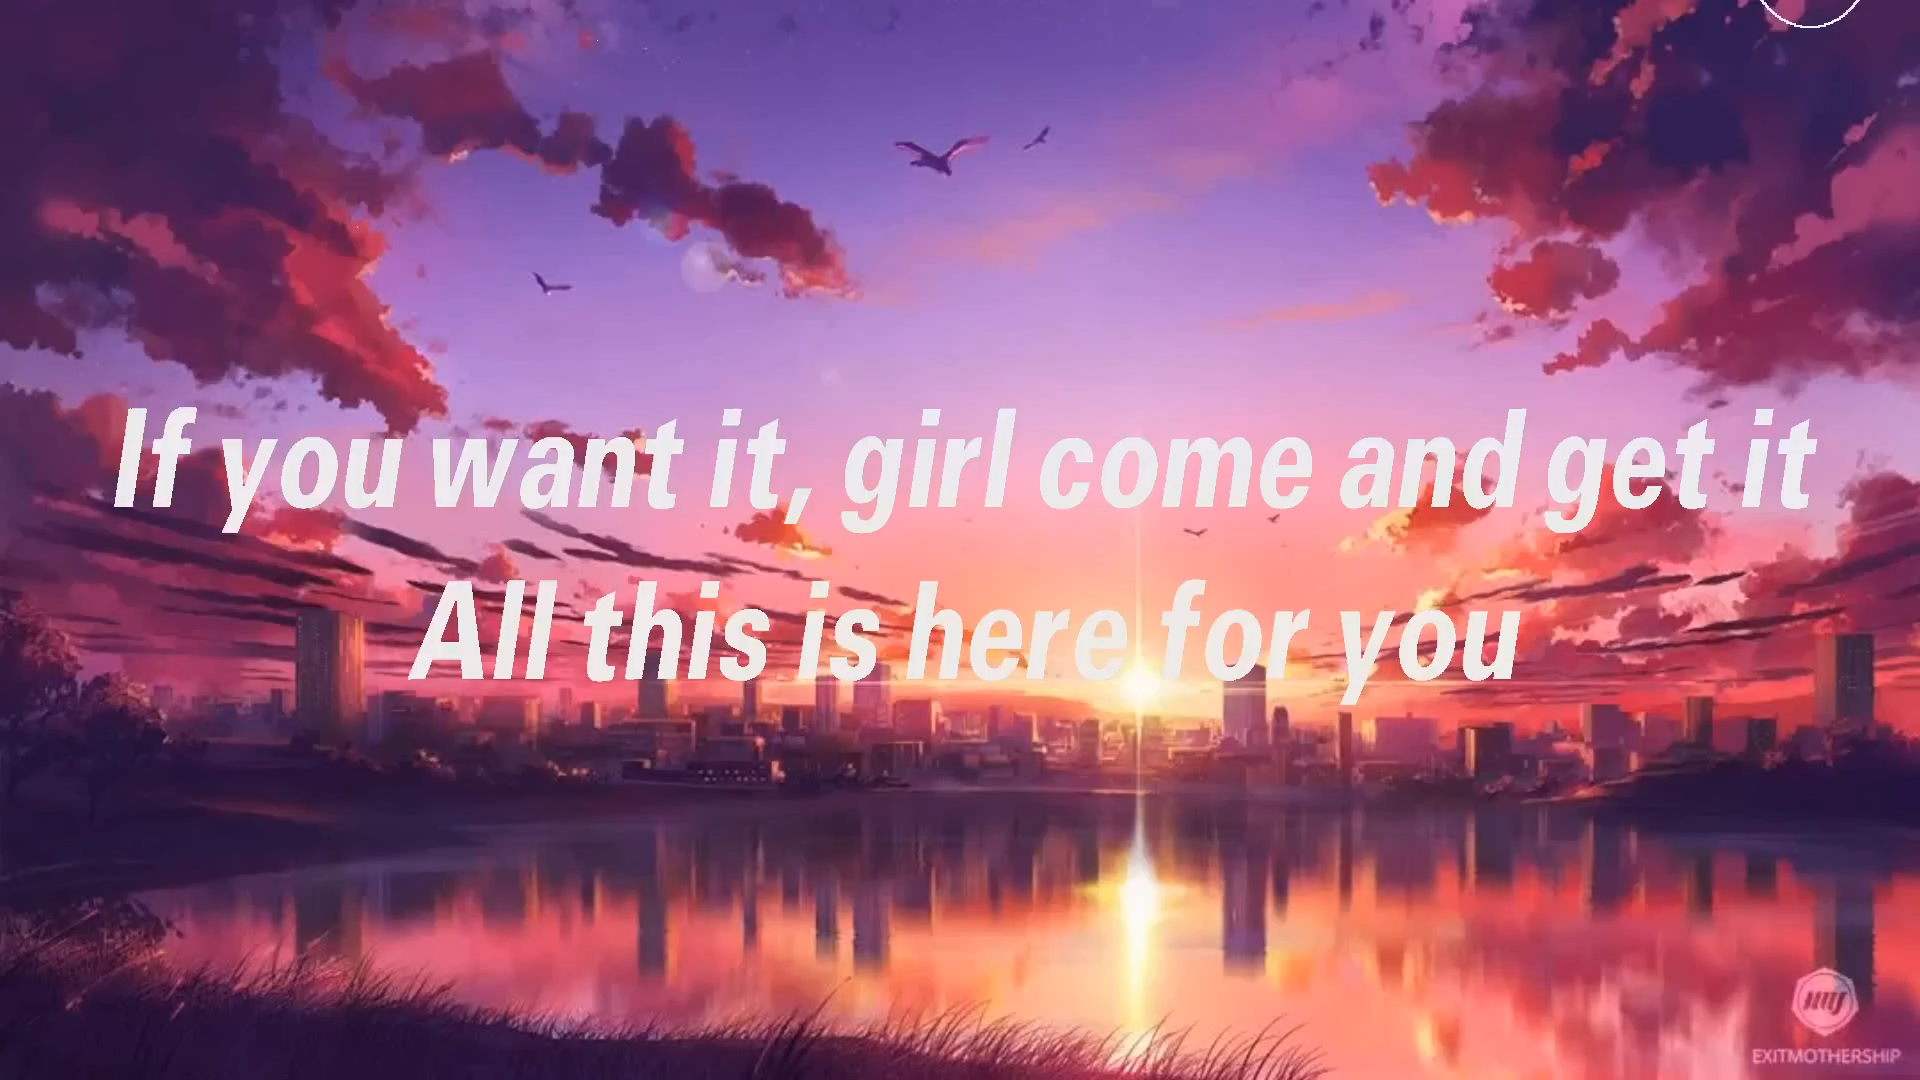 If you want it, girl come and get it
All this is here for you
EXITMOTHERSHIP